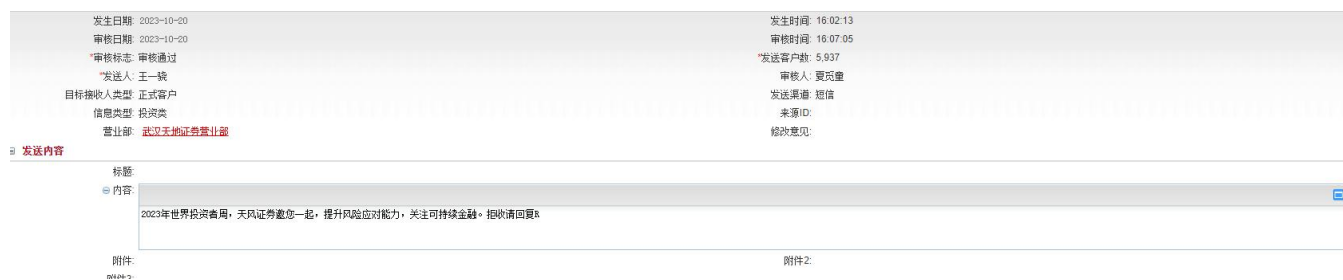 发生日期: 2023-10-20 发生时间: 16:02:13
审核日期: 2023-10-20 审核时间: 16:07:05
*审核标志: 审核通过 *发送客户数: 5,937
*发送人: 王一骁 审核人: 夏觅童
目标接收人类型: 正式客户 发送渠道: 短信
信息类型: 投资类 来源ID:
营业部: 武汉天地证券营业部 修改意见:
发送内容
标题:
内容:
2023年世界投资者周，天风证券邀您一起，提升风险应对能力，关注可持续金融。拒收请回复R
附件: 附件2:
附件3: